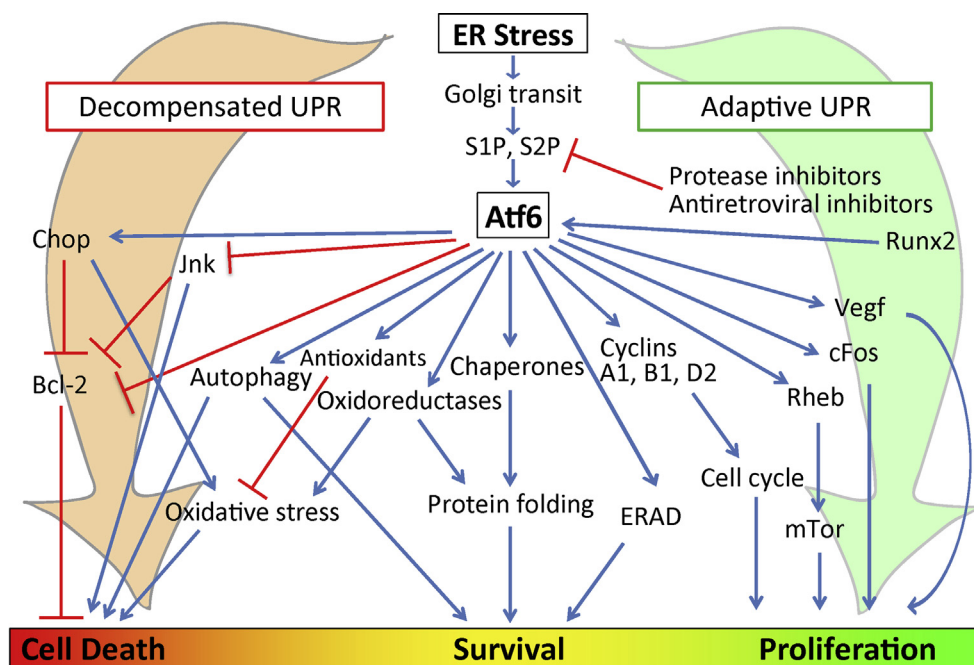 ER Stress
Decompensated UPR
Golgi transit
Adaptive UPR
S1P, S2P
Protease inhibitors
Antiretroviral inhibitors
Atf6
Chop
Runx2
Jnk
Vegf
Bcl-2
Autophagy
Antioxidants
Oxidoreductases
Chaperones
Cyclins
A1, B1, D2
cFos
Rheb
Cell cycle
Oxidative stress
Protein folding
ERAD
mTor
Cell Death
Survival
Proliferation